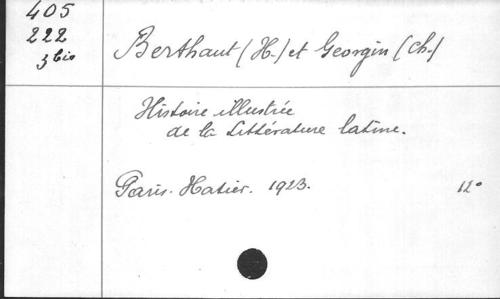 405
222
3 bis
Berthaut (H.) et Georgin (Ch.)
Histoire illustrée
de la Littérature latine.
Paris. Hatier. 1923. 12°